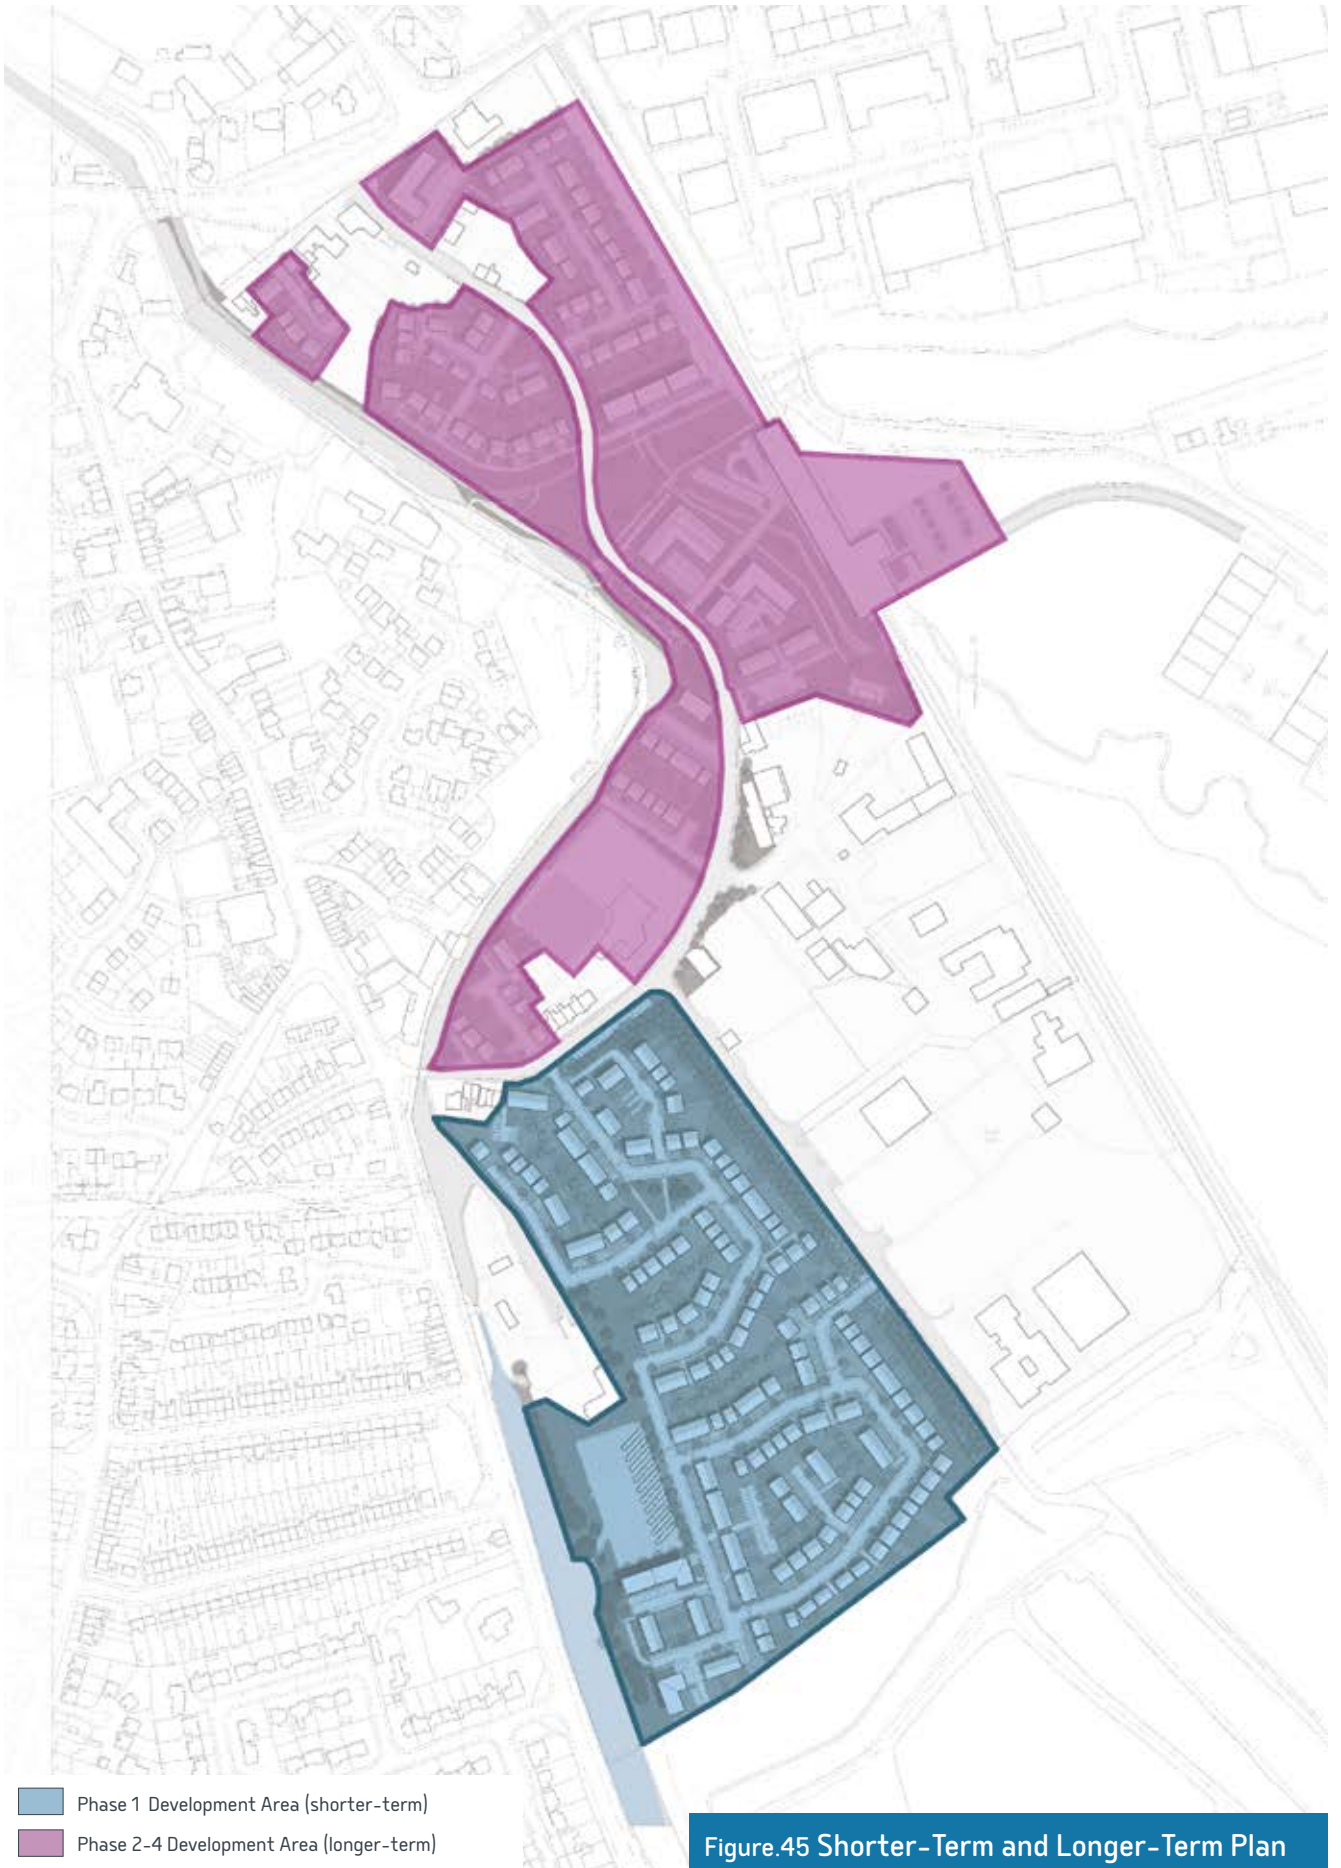 Phase 1 Development Area (shorter-term)
Phase 2-4 Development Area (longer-term)
Figure.45 Shorter-Term and Longer-Term Plan